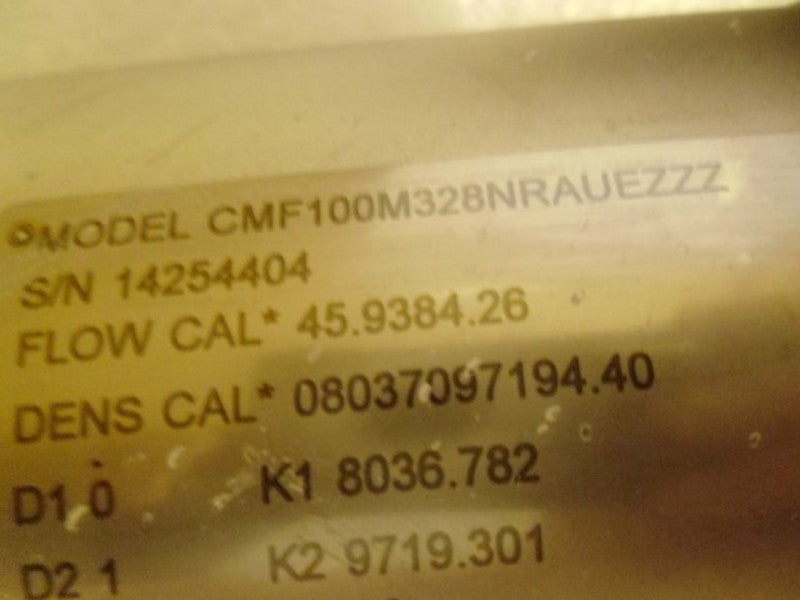 MODEL CMF100M328NRAUEZZZ
S/N 14254404
FLOW CAL* 45.9384.26
DENS CAL* 08037097194.40
D1 0 K1 8036.782
D2 1 K2 9719.301